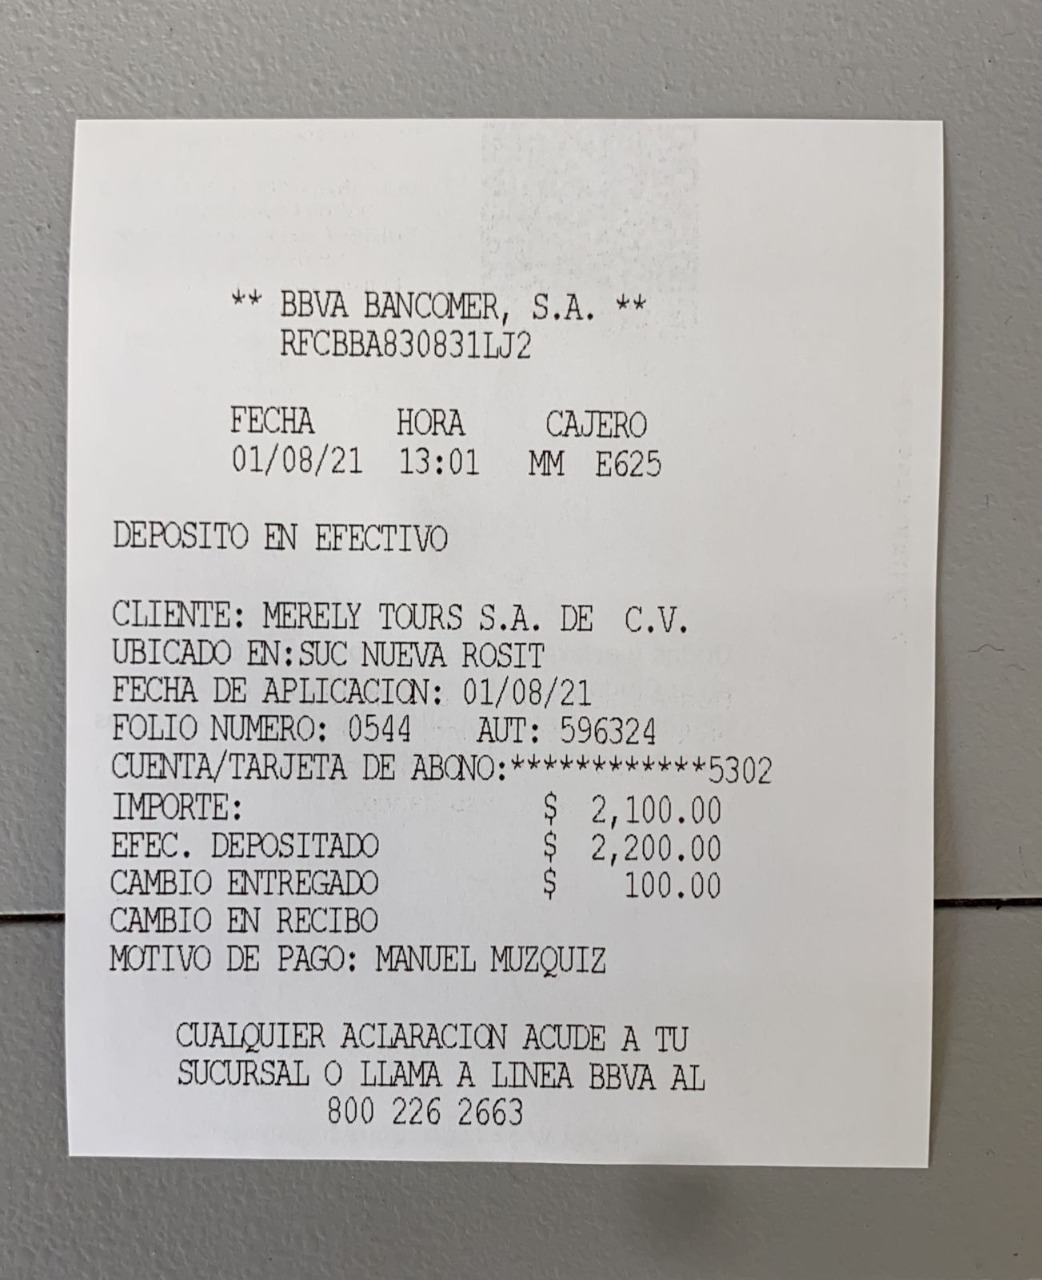 ** BBVA BANCOMER, S.A. **
RFCBBA830831LJ2
FECHA HORA CAJERO
01/08/21 13:01 MM E625
DEPOSITO EN EFECTIVO
CLIENTE: MERELY TOURS S.A. DE C.V.
UBICADO EN:SUC NUEVA ROSIT
FECHA DE APLICACION: 01/08/21
FOLIO NUMERO: 0544 AUT: 596324
CUENTA/TARJETA DE ABONO:************5302
IMPORTE: $ 2,100.00
EFEC. DEPOSITADO $ 2,200.00
CAMBIO ENTREGADO $ 100.00
CAMBIO EN RECIBO
MOTIVO DE PAGO: MANUEL MUZQUIZ
CUALQUIER ACLARACION ACUDE A TU
SUCURSAL O LLAMA A LINEA BBVA AL
800 226 2663